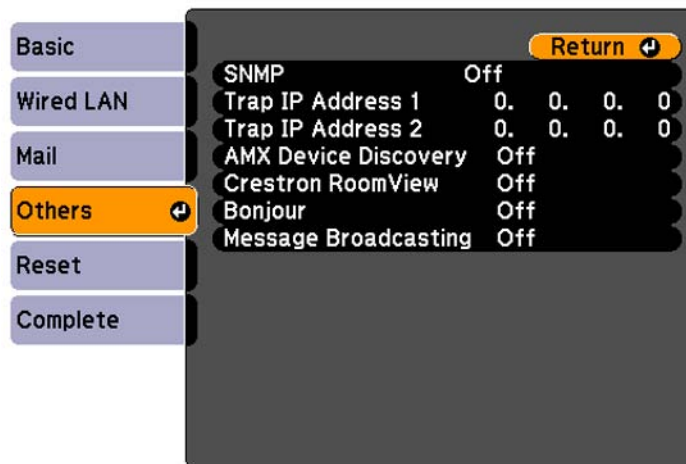 Basic
Wired LAN
Mail
Others
Reset
Complete
Return
SNMP Off
Trap IP Address 1 0. 0. 0. 0
Trap IP Address 2 0. 0. 0. 0
AMX Device Discovery Off
Crestron RoomView Off
Bonjour Off
Message Broadcasting Off